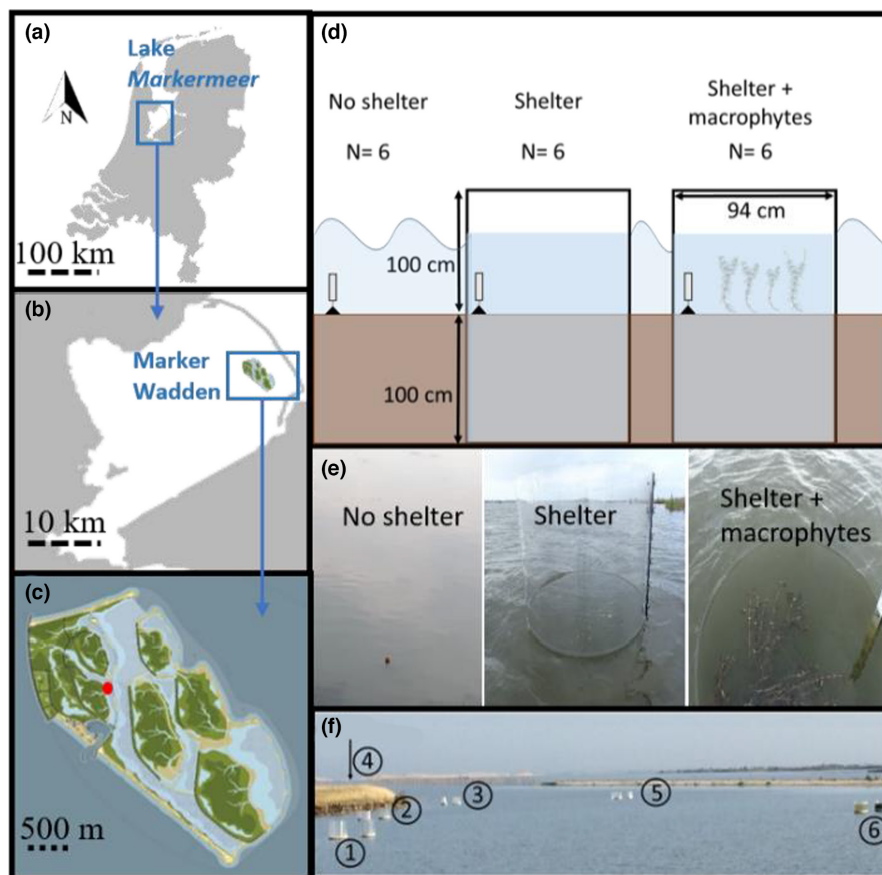 (a)
Lake
Markermeer
N
100 km
(b)
Marker
Wadden
10 km
(c)
500 m
(d)
No shelter
N= 6
Shelter
N= 6
Shelter +
macrophytes
N= 6
94 cm
100 cm
100 cm
(e)
No shelter
Shelter
Shelter +
macrophytes
(f)
4
3
2
5
1
6